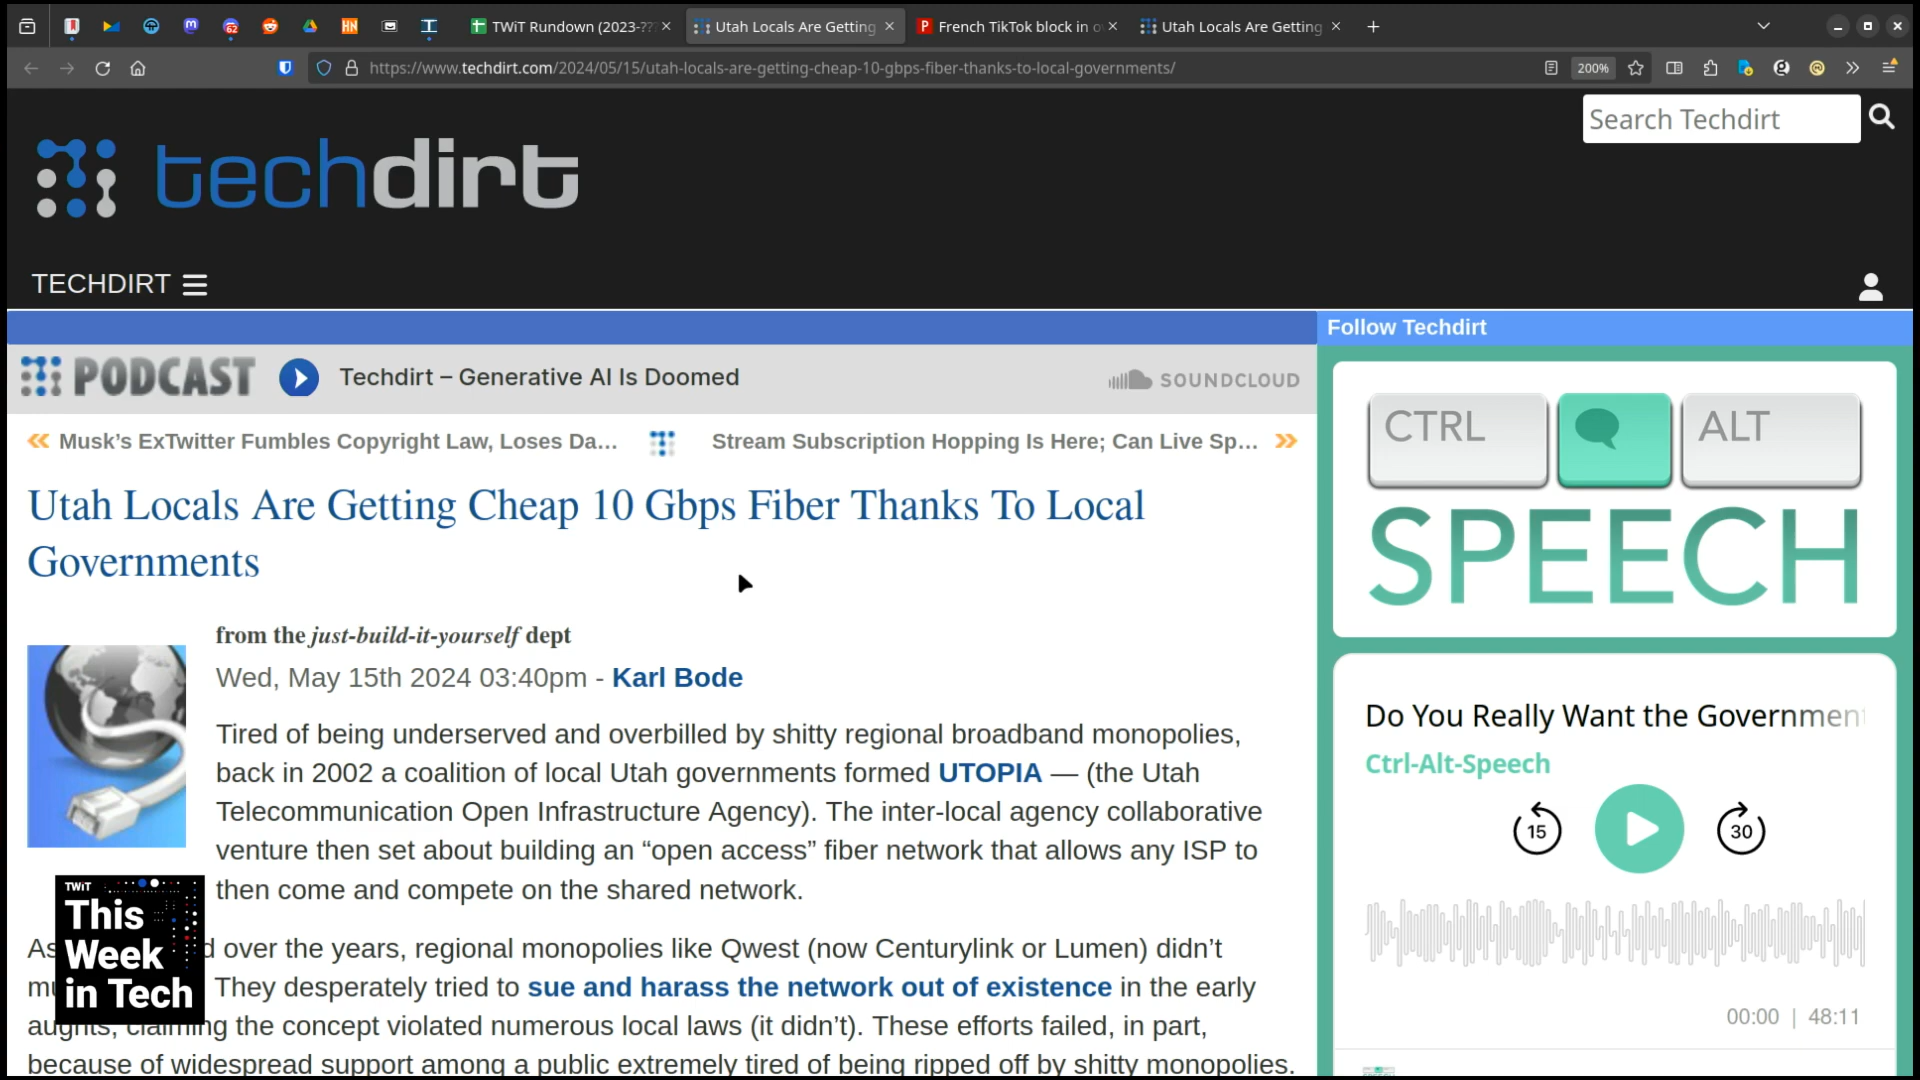 62
HN
TWiT Rundown (2023-??
Utah Locals Are Getting
French TikTok block in o
Utah Locals Are Getting
https://www.techdirt.com/2024/05/15/utah-locals-are-getting-cheap-10-gbps-fiber-thanks-to-local-governments/
200%
Search Techdirt
techdirt
TECHDIRT
Follow Techdirt
PODCAST
Techdirt – Generative AI Is Doomed
SOUNDCLOUD
Musk’s ExTwitter Fumbles Copyright Law, Loses Da…
Stream Subscription Hopping Is Here; Can Live Sp…
Utah Locals Are Getting Cheap 10 Gbps Fiber Thanks To Local
Governments
from the just-build-it-yourself dept
Wed, May 15th 2024 03:40pm - Karl Bode
Tired of being underserved and overbilled by shitty regional broadband monopolies,
back in 2002 a coalition of local Utah governments formed UTOPIA — (the Utah
Telecommunication Open Infrastructure Agency). The inter-local agency collaborative
venture then set about building an “open access” fiber network that allows any ISP to
then come and compete on the shared network.
As d over the years, regional monopolies like Qwest (now Centurylink or Lumen) didn’t
They desperately tried to sue and harass the network out of existence in the early
aughts, claiming the concept violated numerous local laws (it didn’t). These efforts failed, in part,
because of widespread support among a public extremely tired of being ripped off by shitty monopolies.
TWiT
This
Week
in Tech
CTRL
ALT
SPEECH
Do You Really Want the Government
Ctrl-Alt-Speech
15
30
00:00 | 48:11